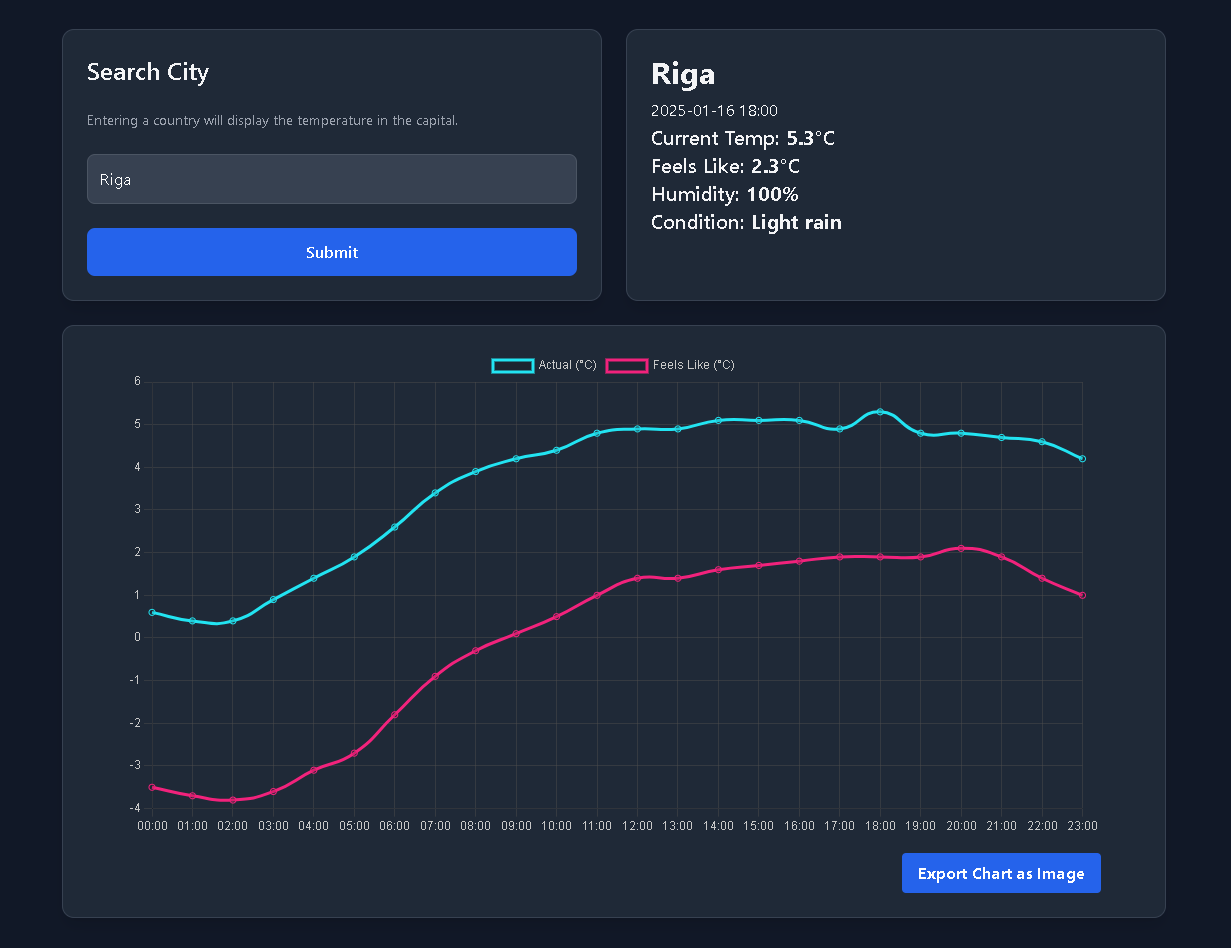 Search City
Entering a country will display the temperature in the capital.
Riga
Submit
Riga
2025-01-16 18:00
Current Temp: 5.3°C
Feels Like: 2.3°C
Humidity: 100%
Condition: Light rain
Actual (°C) Feels Like (°C)
6
5
4
3
2
1
0
-1
-2
-3
-4
00:00 01:00 02:00 03:00 04:00 05:00 06:00 07:00 08:00 09:00 10:00 11:00 12:00 13:00 14:00 15:00 16:00 17:00 18:00 19:00 20:00 21:00 22:00 23:00
Export Chart as Image